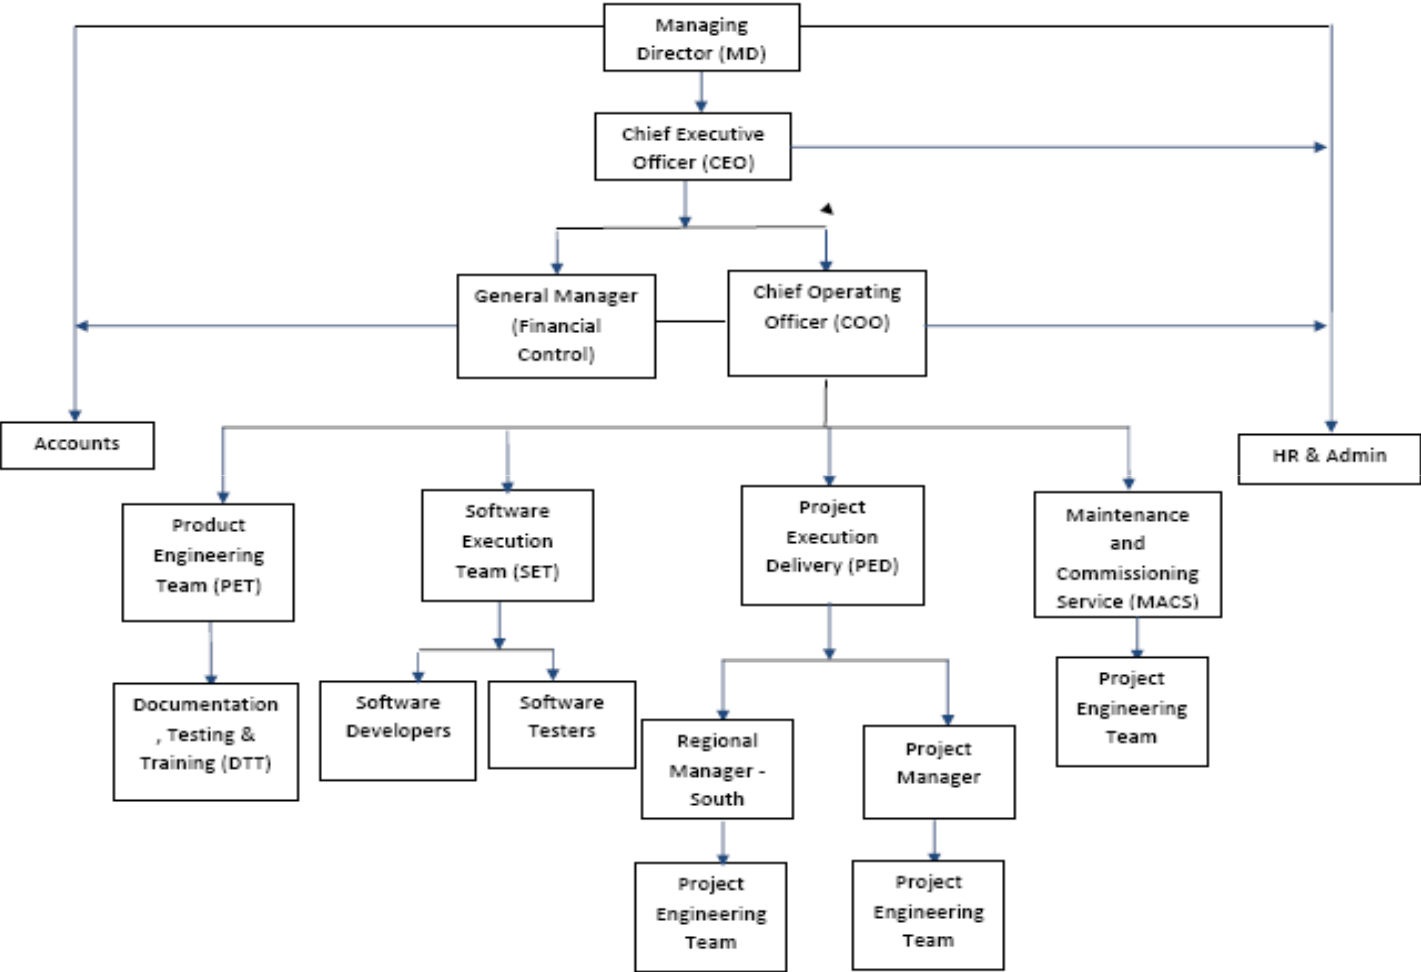 Managing
Director (MD)
Chief Executive
Officer (CEO)
General Manager
(Financial
Control)
Chief Operating
Officer (COO)
Accounts
HR & Admin
Product
Engineering
Team (PET)
Software
Execution
Team (SET)
Project
Execution
Delivery (PED)
Maintenance
and
Commissioning
Service (MACS)
Documentation
, Testing &
Training (DTT)
Software
Developers
Software
Testers
Regional
Manager -
South
Project
Manager
Project
Engineering
Team
Project
Engineering
Team
Project
Engineering
Team